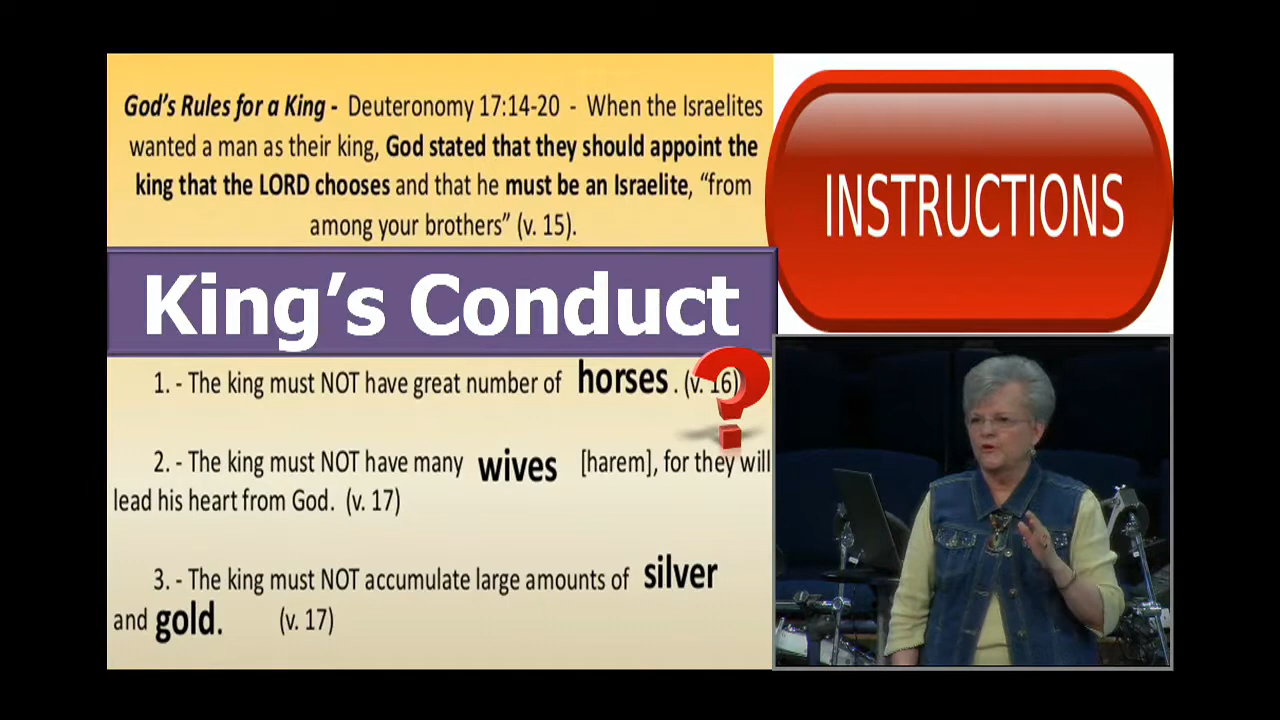 God's Rules for a King - Deuteronomy 17:14-20 - When the Israelites
wanted a man as their king, God stated that they should appoint the
king that the LORD chooses and that he must be an Israelite, “from
among your brothers” (v. 15).
INSTRUCTIONS
King’s Conduct
1. - The king must NOT have great number of horses. (v. 16)
?
2. - The king must NOT have many wives [harem], for they will
lead his heart from God. (v. 17)
3. - The king must NOT accumulate large amounts of silver
and gold. (v. 17)